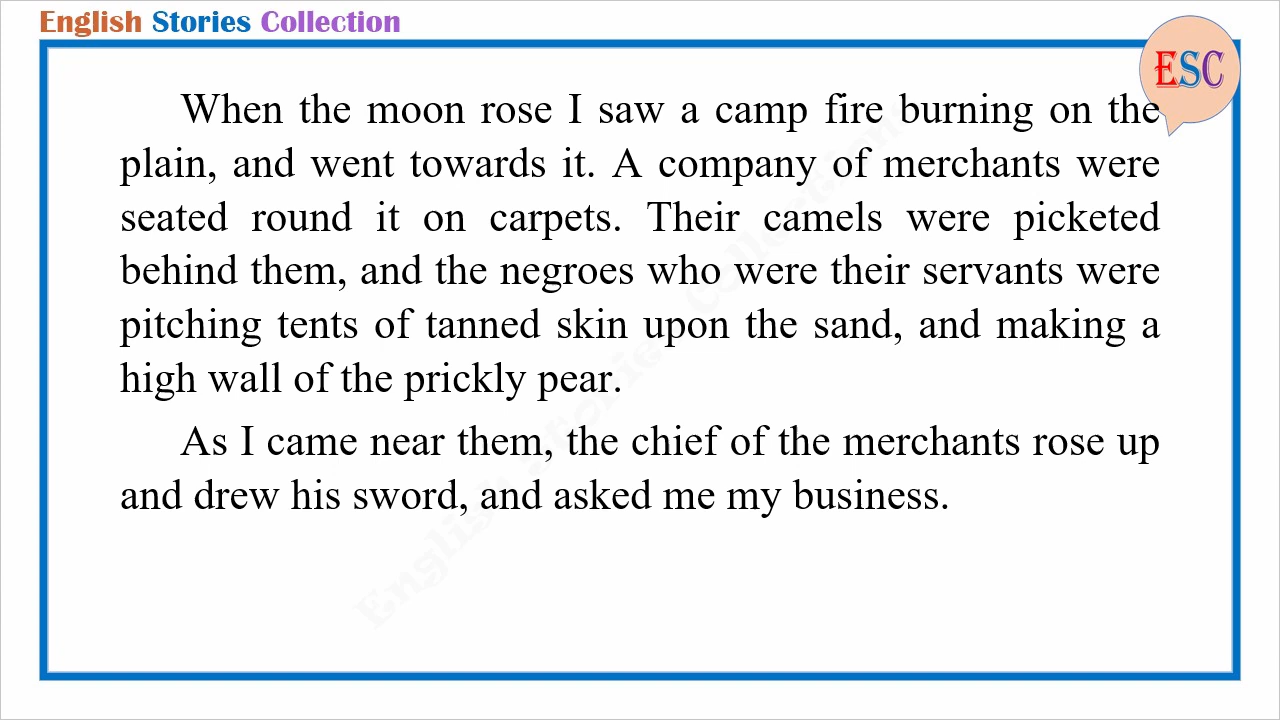 English Stories Collection
ESC
When the moon rose I saw a camp fire burning on the
plain, and went towards it. A company of merchants were
seated round it on carpets. Their camels were picketed
behind them, and the negroes who were their servants were
pitching tents of tanned skin upon the sand, and making a
high wall of the prickly pear.
As I came near them, the chief of the merchants rose up
and drew his sword, and asked me my business.
English Stories Collection